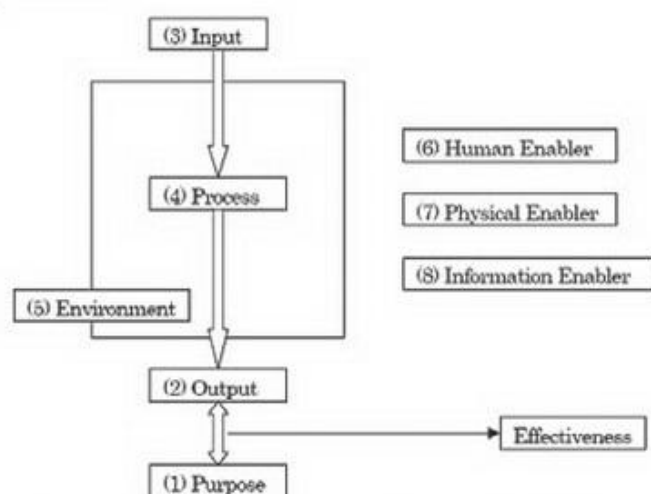 (3) Input
(6) Human Enabler
(4) Process
(7) Physical Enabler
(8) Information Enabler
(5) Environment
(2) Output
Effectiveness
(1) Purpose